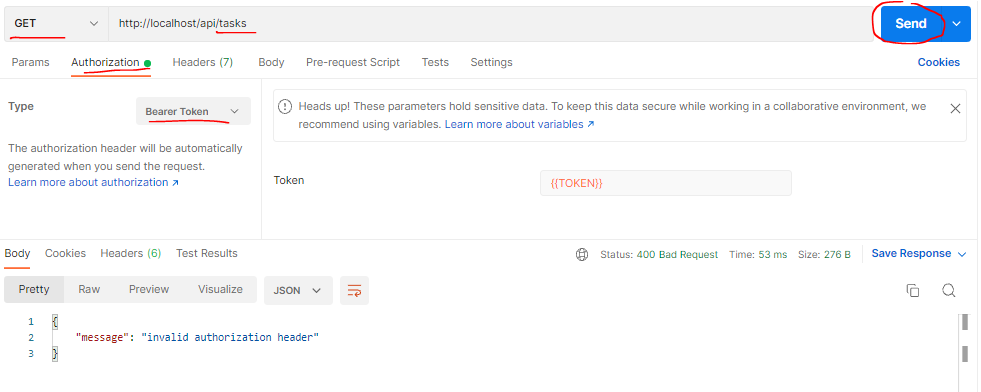 GET http://localhost/api/tasks Send
Params Authorization Headers (7) Body Pre-request Script Tests Settings Cookies
Type Bearer Token
The authorization header will be automatically
generated when you send the request.
Learn more about authorization ↗
Heads up! These parameters hold sensitive data. To keep this data secure while working in a collaborative environment, we
recommend using variables. Learn more about variables ↗
Token {{TOKEN}}
Body Cookies Headers (6) Test Results Status: 400 Bad Request Time: 53 ms Size: 276 B Save Response
Pretty Raw Preview Visualize JSON
1 {
2 "message": "invalid authorization header"
3 }